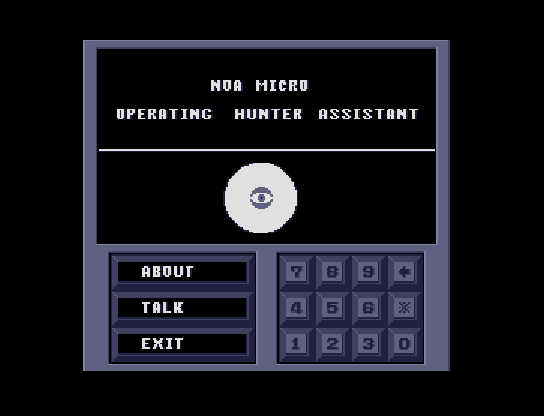 NOA MICRO
OPERATING HUNTER ASSISTANT
ABOUT
TALK
EXIT
7 8 9 ←
4 5 6 ※
1 2 3 0